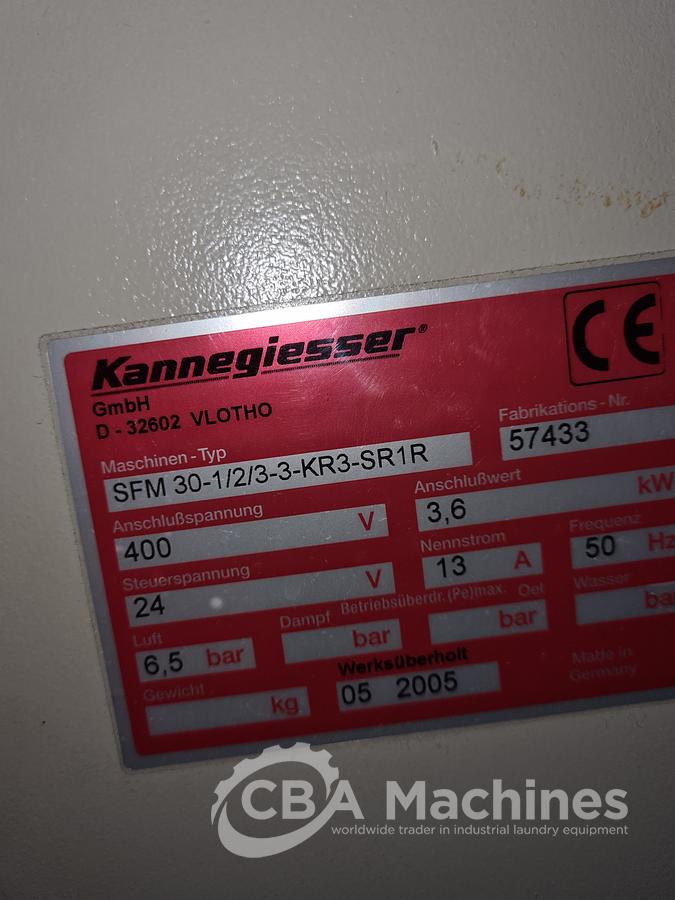 Kannegiesser®
GmbH
D - 32602 VLOTHO
CE
Maschinen - Typ
SFM 30-1/2/3-3-KR3-SR1R
Fabrikations - Nr.
57433
Anschlußspannung
400 V
Anschlußwert
3,6 kW
Steuerspannung
24 V
Nennstrom
13 A
Frequenz
50 Hz
Luft
6,5 bar
Dampf
bar
Betriebsüberdr.(Pe)max.
Oel
bar
Wasser
bar
Gewicht
kg
Werksüberholt
05 2005
Made in
Germany
CBA Machines
worldwide trader in industrial laundry equipment